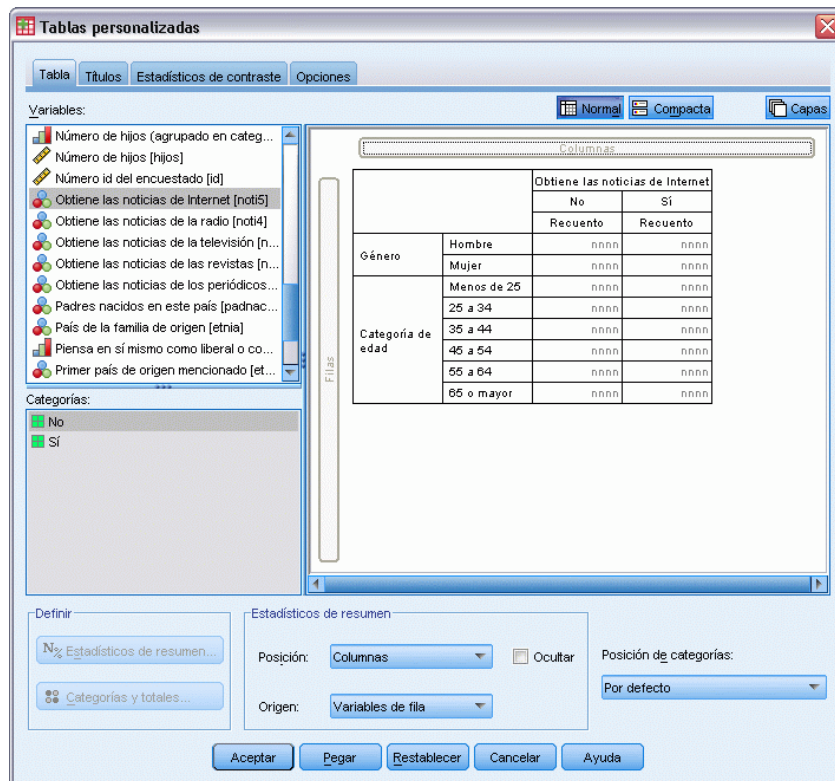 Tablas personalizadas
Tabla Títulos Estadísticos de contraste Opciones
Variables:
Normal Compacta Capas
Número de hijos (agrupado en categ...
Número de hijos [hijos]
Número id del encuestado [id]
Obtiene las noticias de Internet [noti5]
Obtiene las noticias de la radio [noti4]
Obtiene las noticias de la televisión [n...
Obtiene las noticias de las revistas [n...
Obtiene las noticias de los periódicos...
Padres nacidos en este país [padnac...
País de la familia de origen [etnia]
Piensa en sí mismo como liberal o co...
Primer país de origen mencionado [et...
Categorías:
No
Sí
Columnas
Filas
Obtiene las noticias de Internet
No Sí
Recuento Recuento
Género
Hombre nnnn nnnn
Mujer nnnn nnnn
Categoría de edad
Menos de 25 nnnn nnnn
25 a 34 nnnn nnnn
35 a 44 nnnn nnnn
45 a 54 nnnn nnnn
55 a 64 nnnn nnnn
65 o mayor nnnn nnnn
Definir
N% Estadísticos de resumen...
Categorías y totales...
Estadísticos de resumen
Posición: Columnas Ocultar
Origen: Variables de fila
Posición de categorías:
Por defecto
Aceptar Pegar Restablecer Cancelar Ayuda